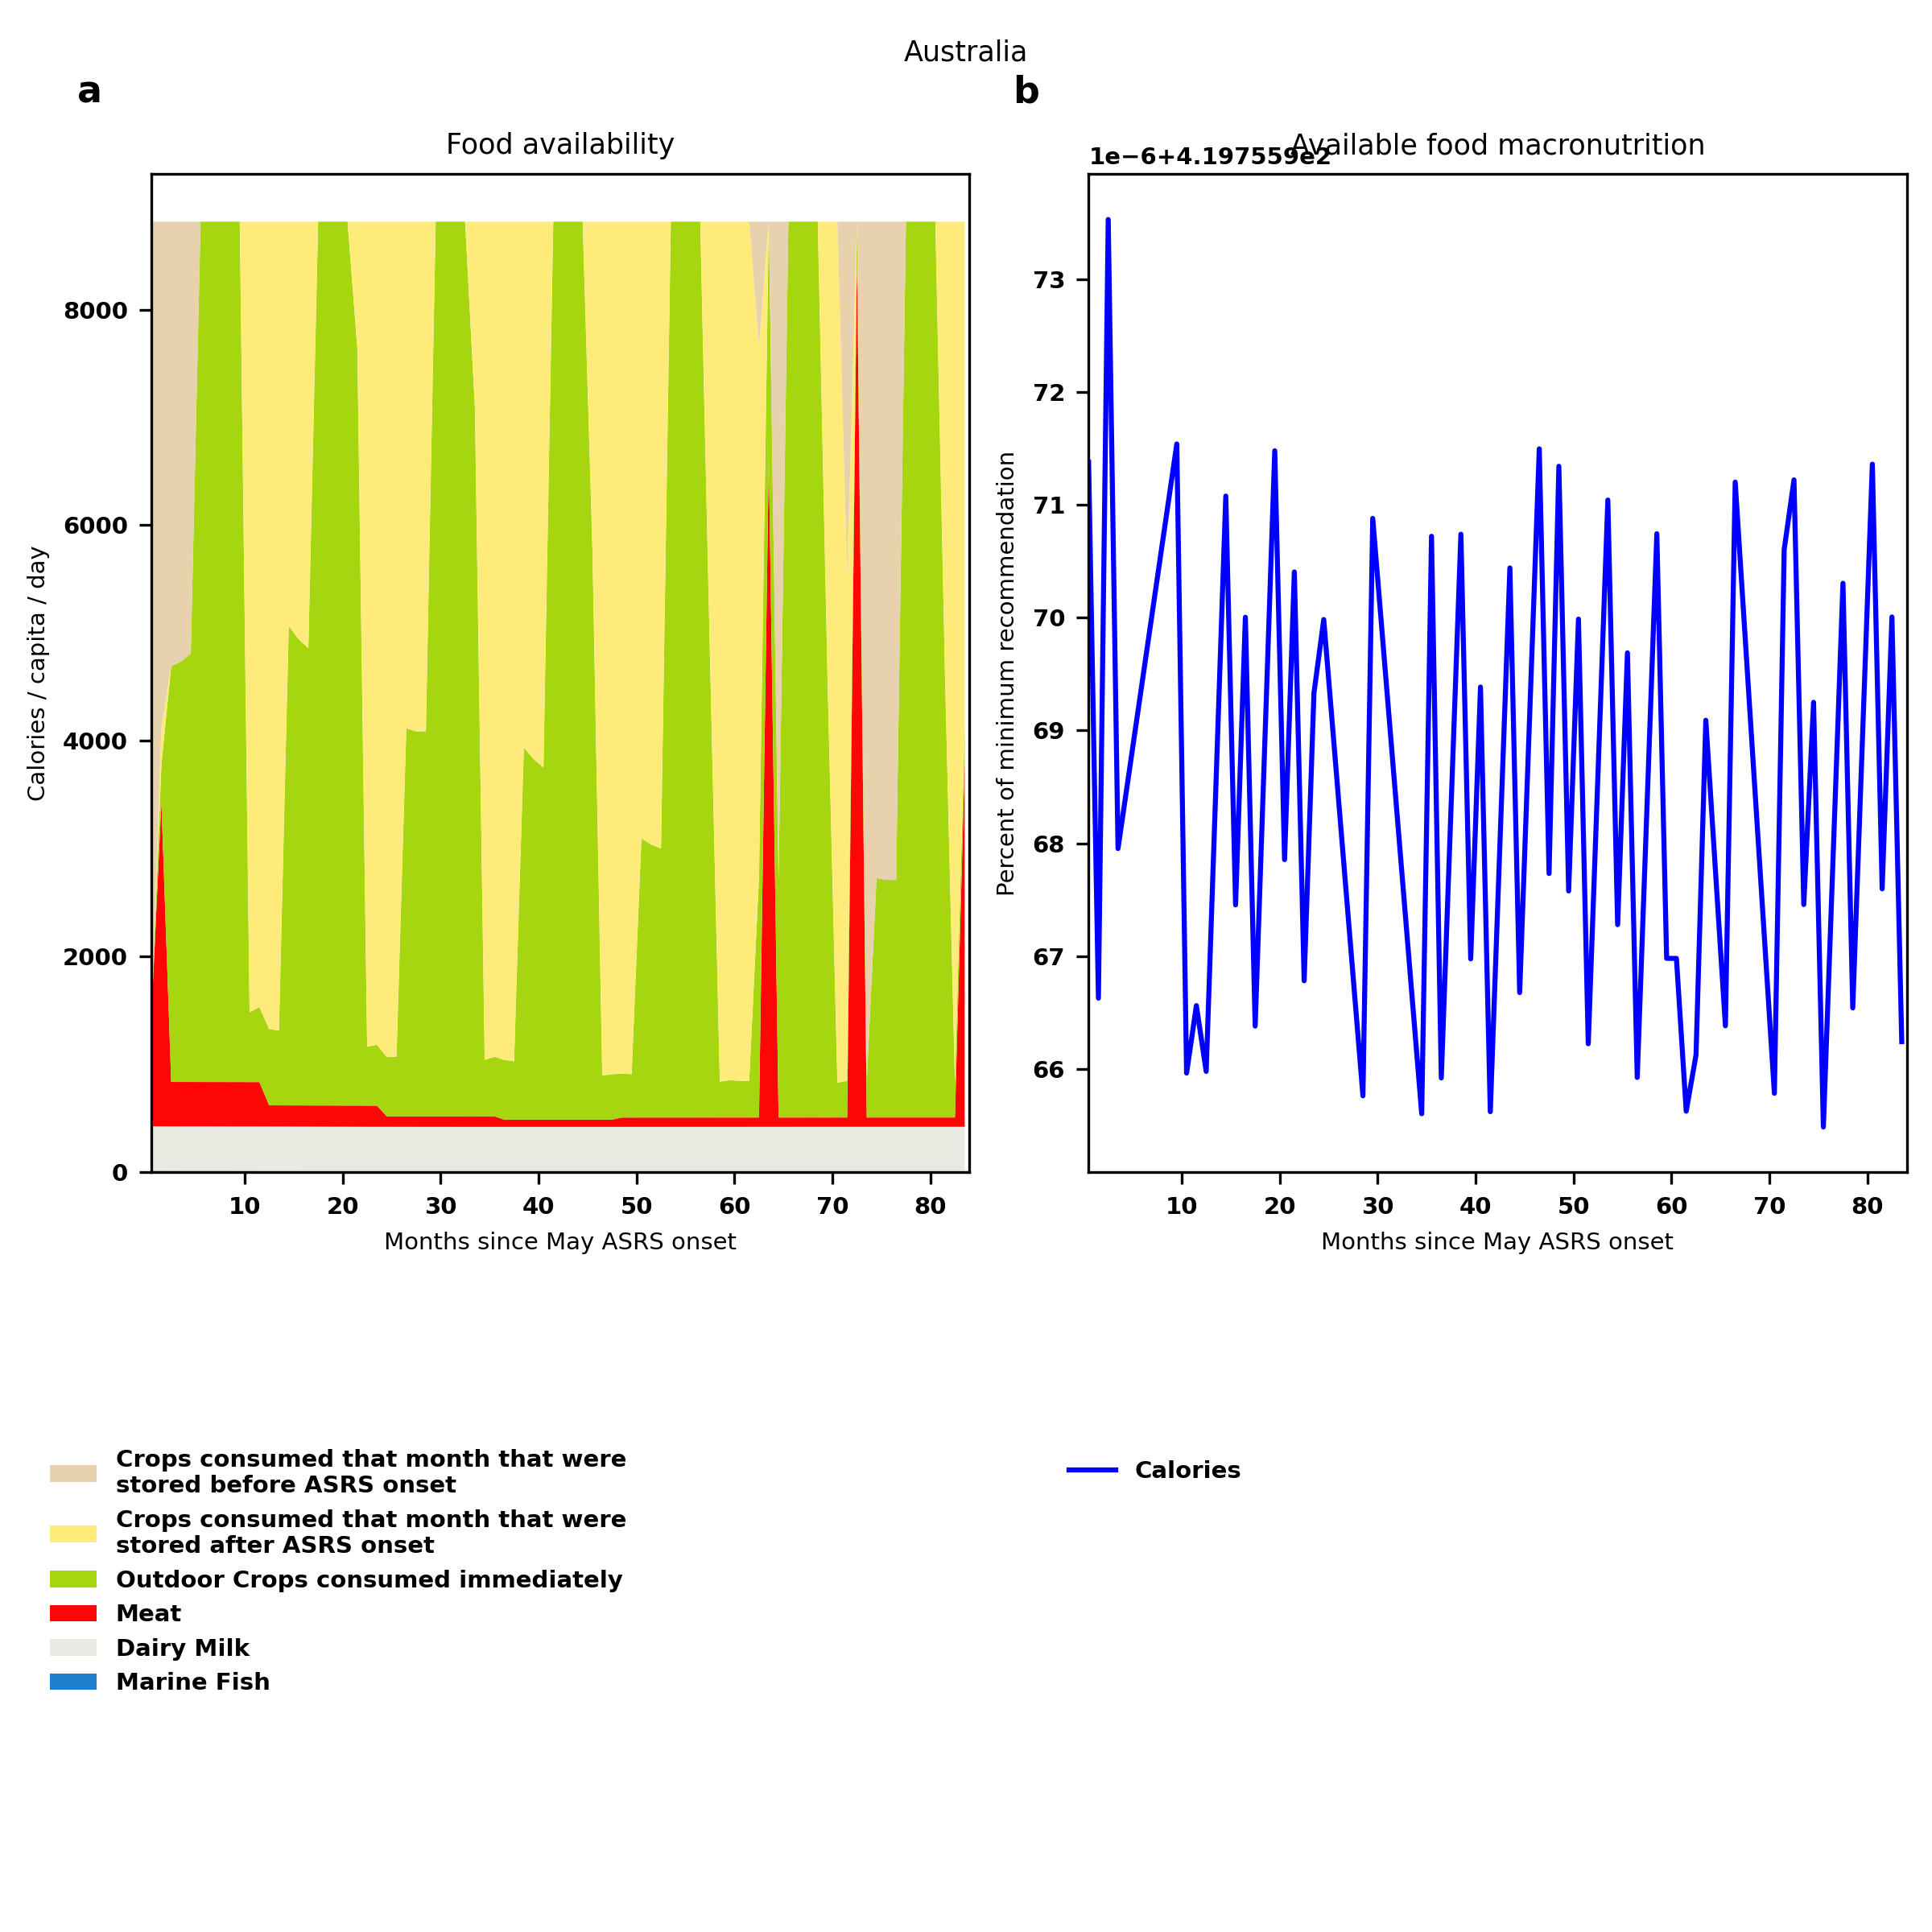 Australia
a
b
Food availability
Available food macronutrition
1e−6+4.197559e2
Calories / capita / day
8000
6000
4000
2000
0
10 20 30 40 50 60 70 80
Months since May ASRS onset
Percent of minimum recommendation
73
72
71
70
69
68
67
66
10 20 30 40 50 60 70 80
Months since May ASRS onset
Crops consumed that month that were
stored before ASRS onset
Crops consumed that month that were
stored after ASRS onset
Outdoor Crops consumed immediately
Meat
Dairy Milk
Marine Fish
Calories